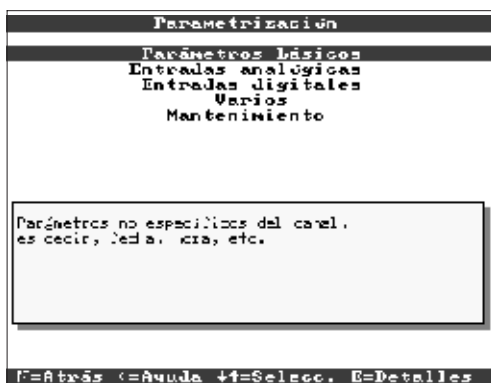 Parametrización
Parámetros básicos
Entradas analógicas
Entradas digitales
Varios
Mantenimiento
Parámetros no específicos del canal,
es decir, fecha, hora, etc.
=Atrás =Ayuda ↓↑=Selecc. E=Detalles